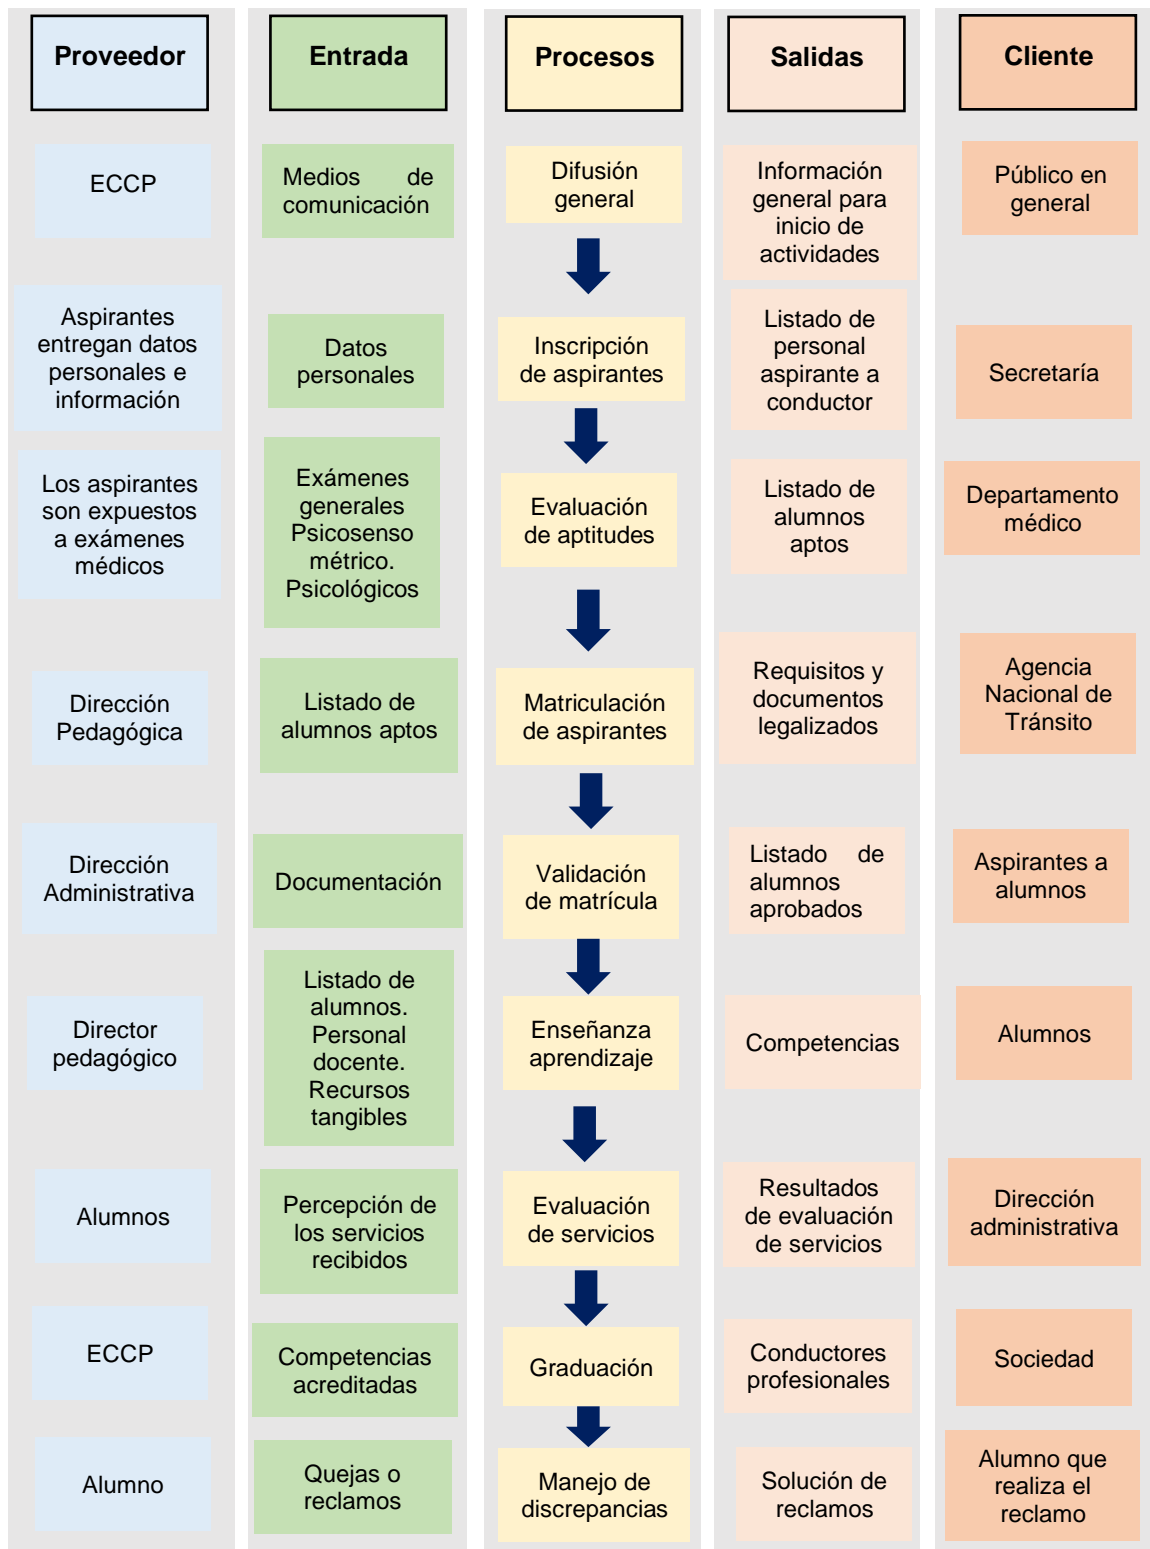 Proveedor
Entrada
Procesos
Salidas
Cliente
ECCP
Medios de
comunicación
Difusión
general
Información
general para
inicio de
actividades
Público en
general
Aspirantes
entregan datos
personales e
información
Datos
personales
Inscripción
de aspirantes
Listado de
personal
aspirante a
conductor
Secretaría
Los aspirantes
son expuestos
a exámenes
médicos
Exámenes
generales
Psicosenso
métrico.
Psicológicos
Evaluación
de aptitudes
Listado de
alumnos
aptos
Departamento
médico
Dirección
Pedagógica
Listado de
alumnos aptos
Matriculación
de aspirantes
Requisitos y
documentos
legalizados
Agencia
Nacional de
Tránsito
Dirección
Administrativa
Documentación
Validación
de matrícula
Listado de
alumnos
aprobados
Aspirantes a
alumnos
Director
pedagógico
Listado de
alumnos.
Personal
docente.
Recursos
tangibles
Enseñanza
aprendizaje
Competencias
Alumnos
Alumnos
Percepción de
los servicios
recibidos
Evaluación
de servicios
Resultados
de evaluación
de servicios
Dirección
administrativa
ECCP
Competencias
acreditadas
Graduación
Conductores
profesionales
Sociedad
Alumno
Quejas o
reclamos
Manejo de
discrepancias
Solución de
reclamos
Alumno que
realiza el
reclamo